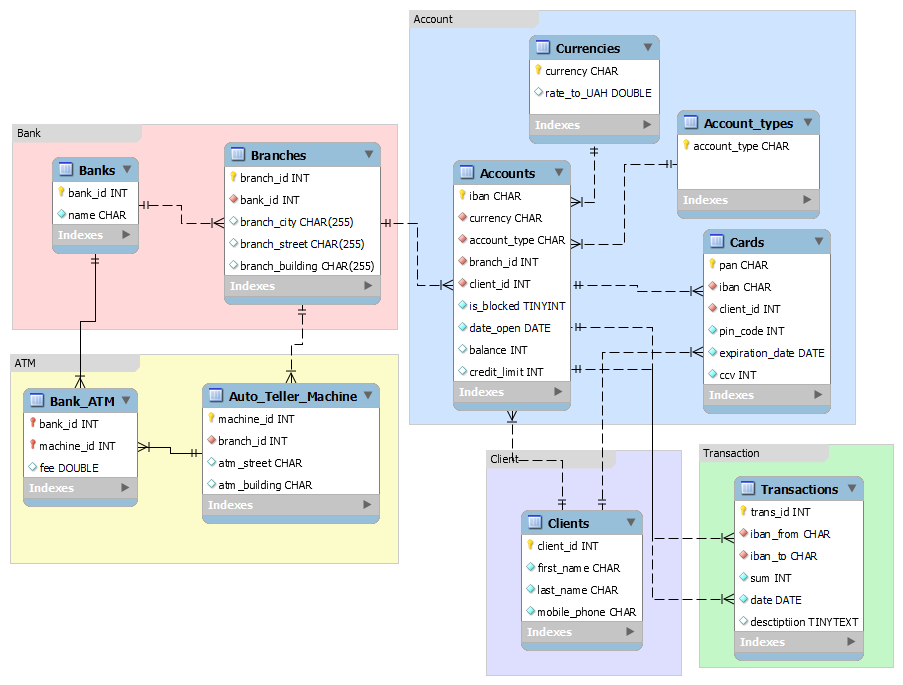 Account
Currencies
currency CHAR
rate_to_UAH DOUBLE
Indexes
Account_types
account_type CHAR
Indexes
Accounts
iban CHAR
currency CHAR
account_type CHAR
branch_id INT
client_id INT
is_blocked TINYINT
date_open DATE
balance INT
credit_limit INT
Indexes
Cards
pan CHAR
iban CHAR
client_id INT
pin_code INT
expiration_date DATE
ccv INT
Indexes
Bank
Banks
bank_id INT
name CHAR
Indexes
Branches
branch_id INT
bank_id INT
branch_city CHAR(255)
branch_street CHAR(255)
branch_building CHAR(255)
Indexes
ATM
Bank_ATM
bank_id INT
machine_id INT
fee DOUBLE
Indexes
Auto_Teller_Machine
machine_id INT
branch_id INT
atm_street CHAR
atm_building CHAR
Indexes
Client
Clients
client_id INT
first_name CHAR
last_name CHAR
mobile_phone CHAR
Indexes
Transaction
Transactions
trans_id INT
iban_from CHAR
iban_to CHAR
sum INT
date DATE
desctiptiion TINYTEXT
Indexes